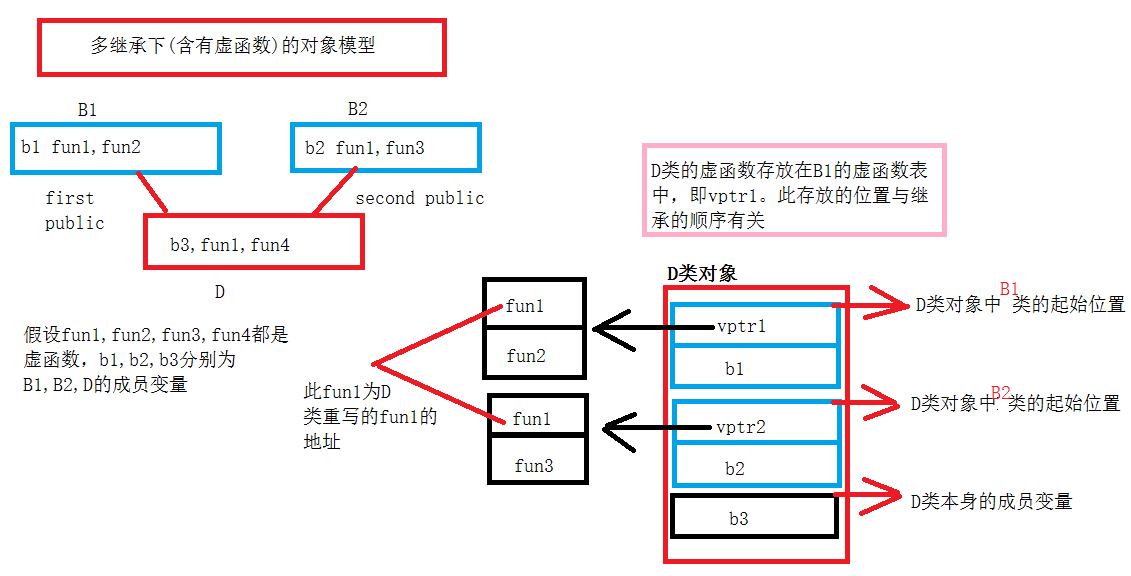 多继承下(含有虚函数)的对象模型
B1
B2
b1 fun1,fun2
b2 fun1,fun3
first
public
second public
b3,fun1,fun4
D
假设fun1,fun2,fun3,fun4都是
虚函数，b1,b2,b3分别为
B1,B2,D的成员变量
D类的虚函数存放在B1的虚函数表
中，即vptr1。此存放的位置与继
承的顺序有关
D类对象
fun1
fun2
此fun1为D
类重写的fun1的
地址
fun1
fun3
vptr1
b1
vptr2
b2
b3
D类对象中B1类的起始位置
D类对象中B2类的起始位置
D类本身的成员变量